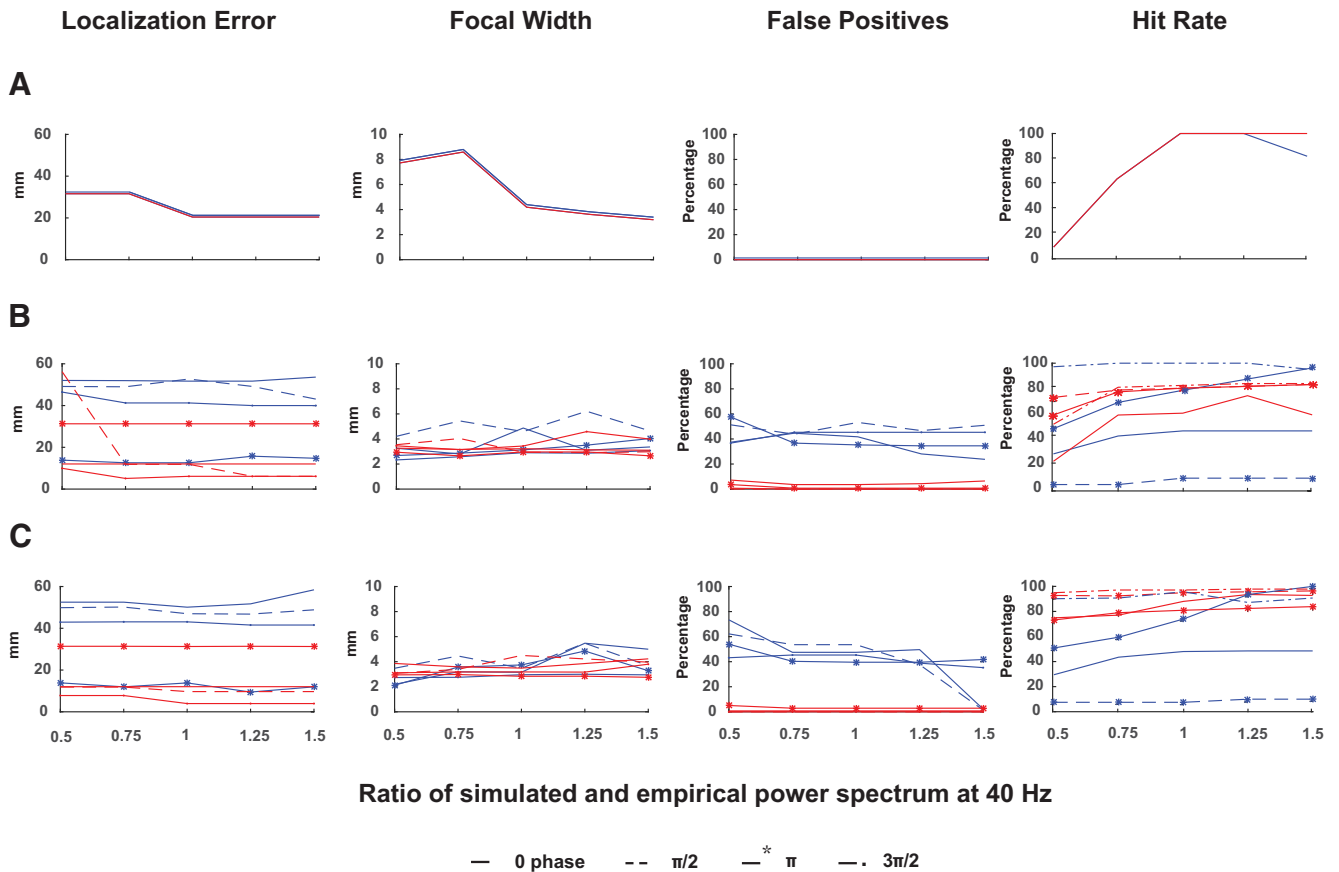 Localization Error
Focal Width
False Positives
Hit Rate
A
60
40
20
0
mm
10
8
6
4
2
0
mm
100
80
60
40
20
0
Percentage
100
80
60
40
20
0
Percentage
B
60
50
40
30
20
10
0
mm
10
8
6
4
2
0
mm
100
80
60
40
20
0
Percentage
100
80
60
40
20
0
Percentage
C
60
50
40
30
20
10
0
mm
10
8
6
4
2
0
mm
100
80
60
40
20
0
Percentage
100
80
60
40
20
0
Percentage
0.5 0.75 1 1.25 1.5
0.5 0.75 1 1.25 1.5
0.5 0.75 1 1.25 1.5
0.5 0.75 1 1.25 1.5
Ratio of simulated and empirical power spectrum at 40 Hz
0 phase π/2 * π 3π/2